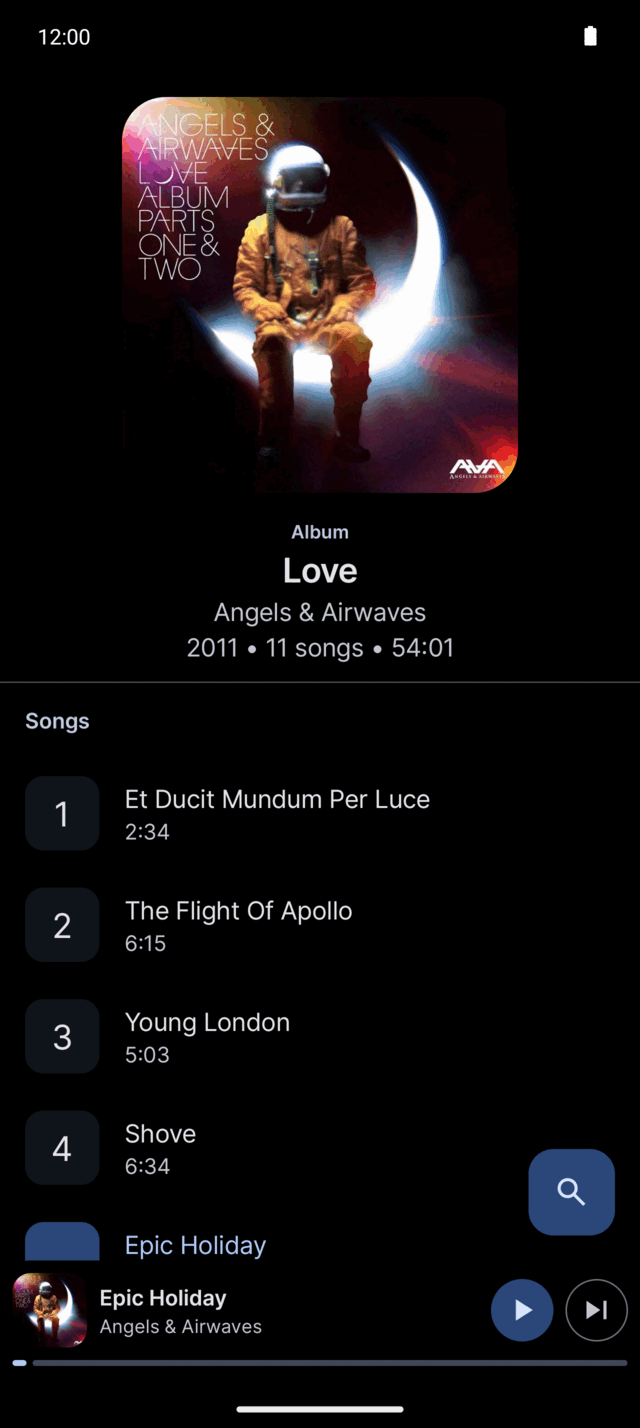 12:00
ANGELS &
AIRWAVES
LOVE
ALBUM
PARTS
ONE &
TWO
AVA
ANGELS & AIRWAVES
Album
Love
Angels & Airwaves
2011 • 11 songs • 54:01
Songs
1
Et Ducit Mundum Per Luce
2:34
2
The Flight Of Apollo
6:15
3
Young London
5:03
4
Shove
6:34
Epic Holiday
Epic Holiday
Angels & Airwaves